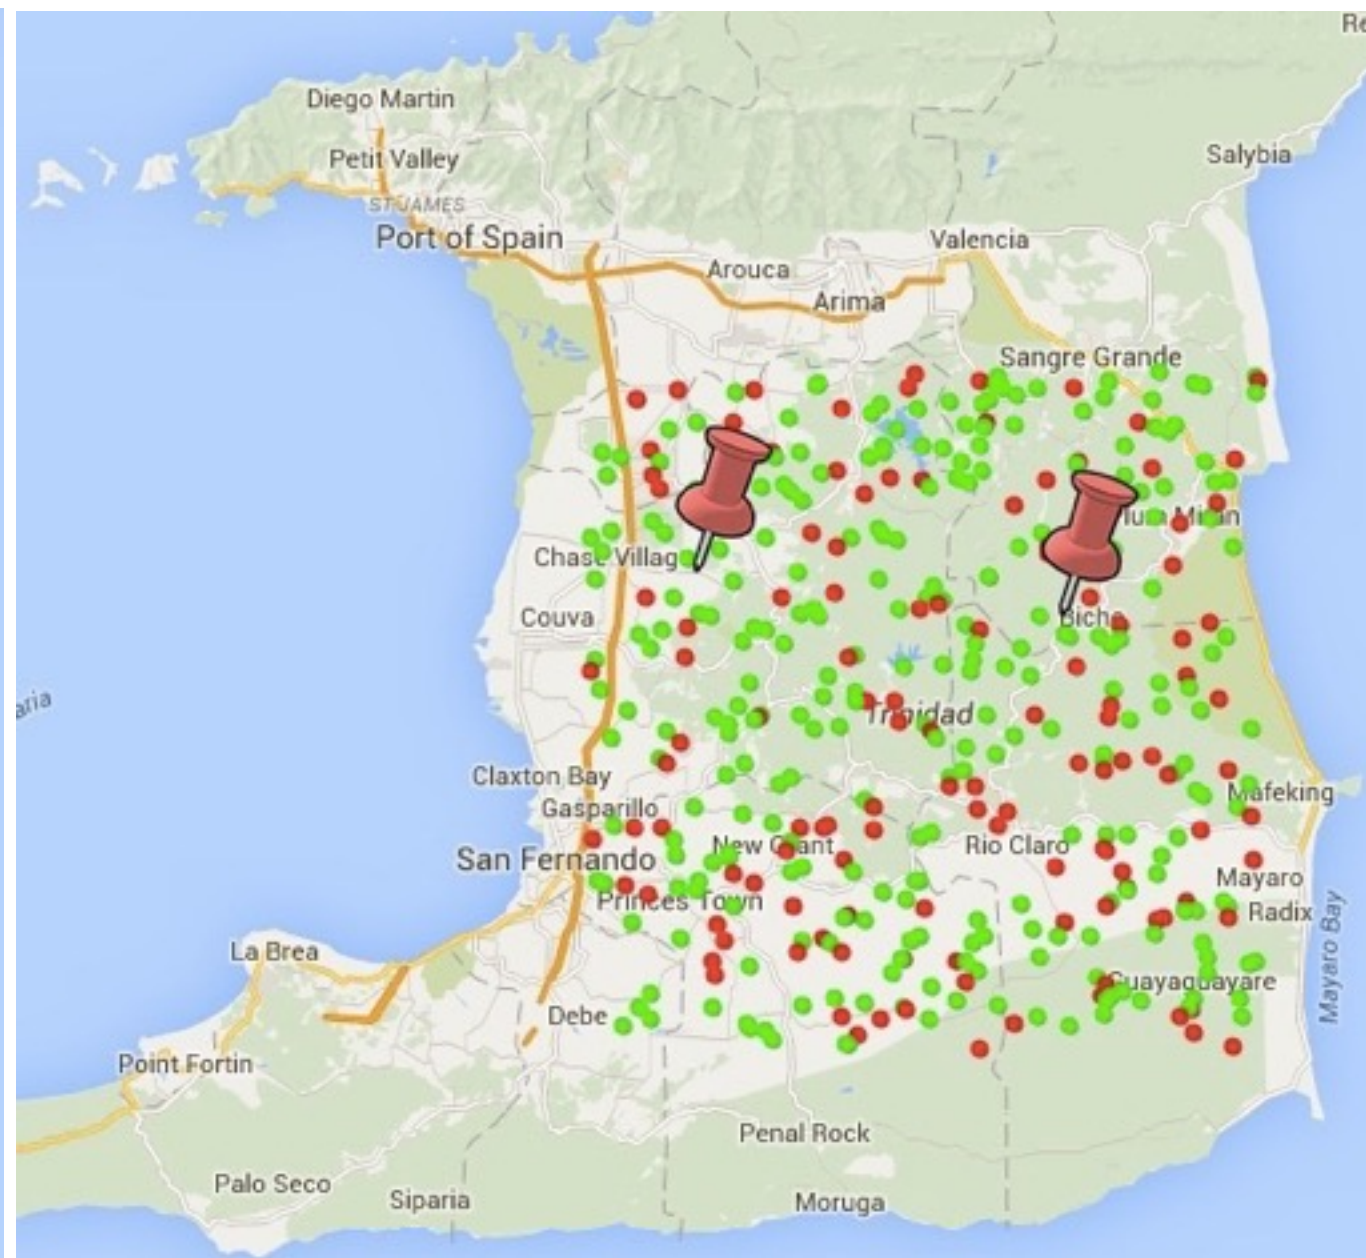 Diego Martin
Petit Valley
Salybia
ST JAMES
Port of Spain
Valencia
Arouca
Arima
Sangre Grande
Chase Villag
Couva
Trinidad
Claxton Bay
Gasparillo
Mafeking
New Grant
Rio Claro
San Fernando
Mayaro
Princes Town
Radix
La Brea
Guayaguayare
Mayaro Bay
Debe
Point Fortin
Penal Rock
Palo Seco
Siparia
Moruga